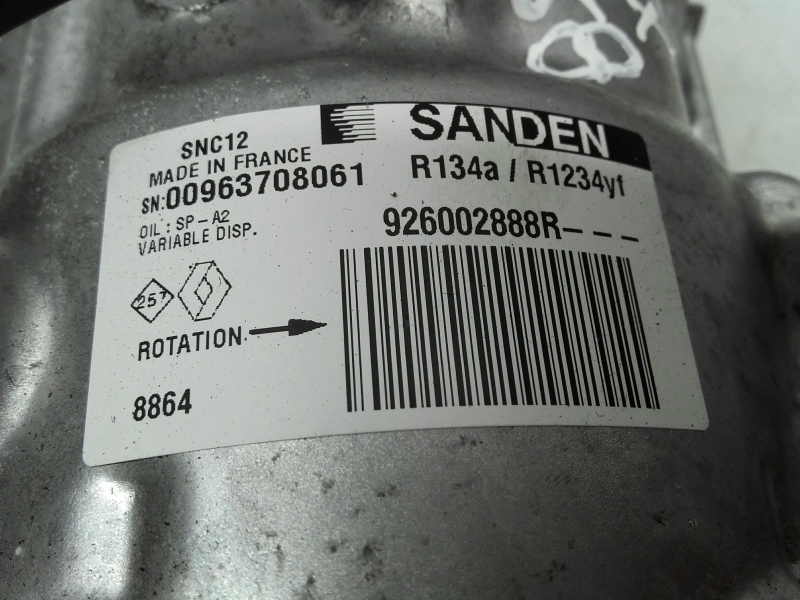 SANDEN
SNC12
MADE IN FRANCE
SN:00963708061
R134a / R1234yf
OIL : SP-A2
VARIABLE DISP.
926002888R---
257
ROTATION
8864